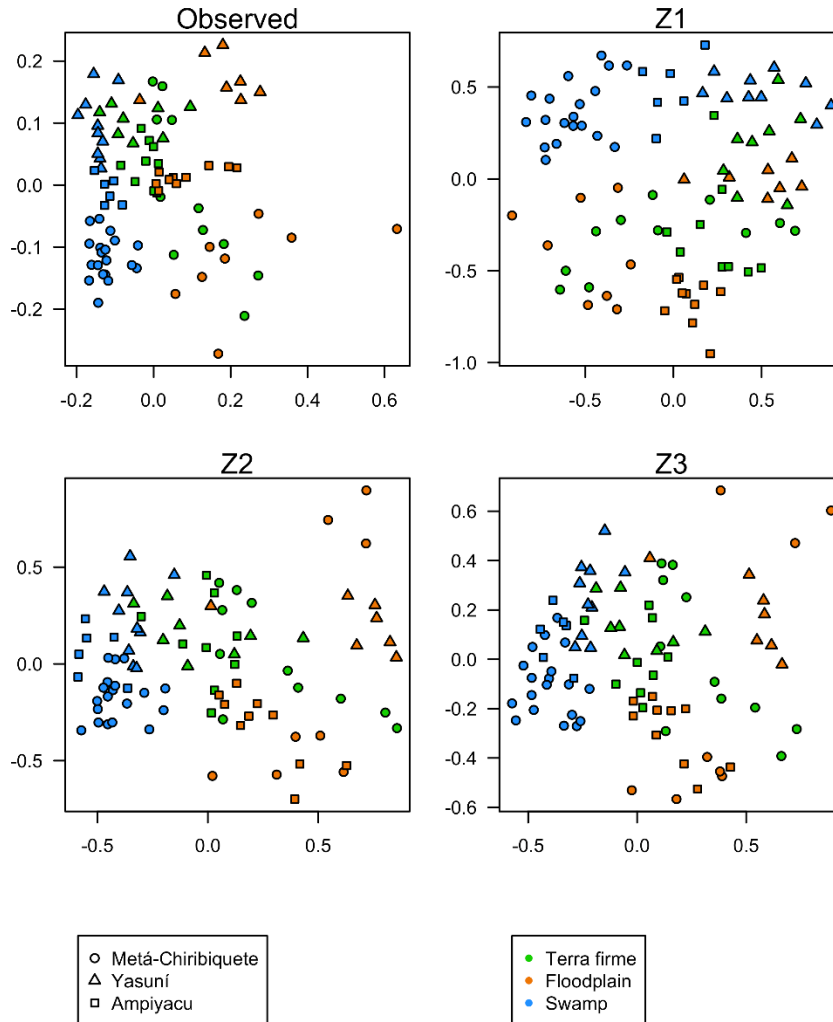 Observed
0.2
0.1
0.0
-0.1
-0.2
-0.2 0.0 0.2 0.4 0.6
Z1
0.5
0.0
-0.5
-1.0
-0.5 0.0 0.5
Z2
0.5
0.0
-0.5
-0.5 0.0 0.5
Z3
0.6
0.4
0.2
0.0
-0.2
-0.4
-0.6
-0.5 0.0 0.5
Metá-Chiribiquete
Yasuní
Ampiyacu
Terra firme
Floodplain
Swamp